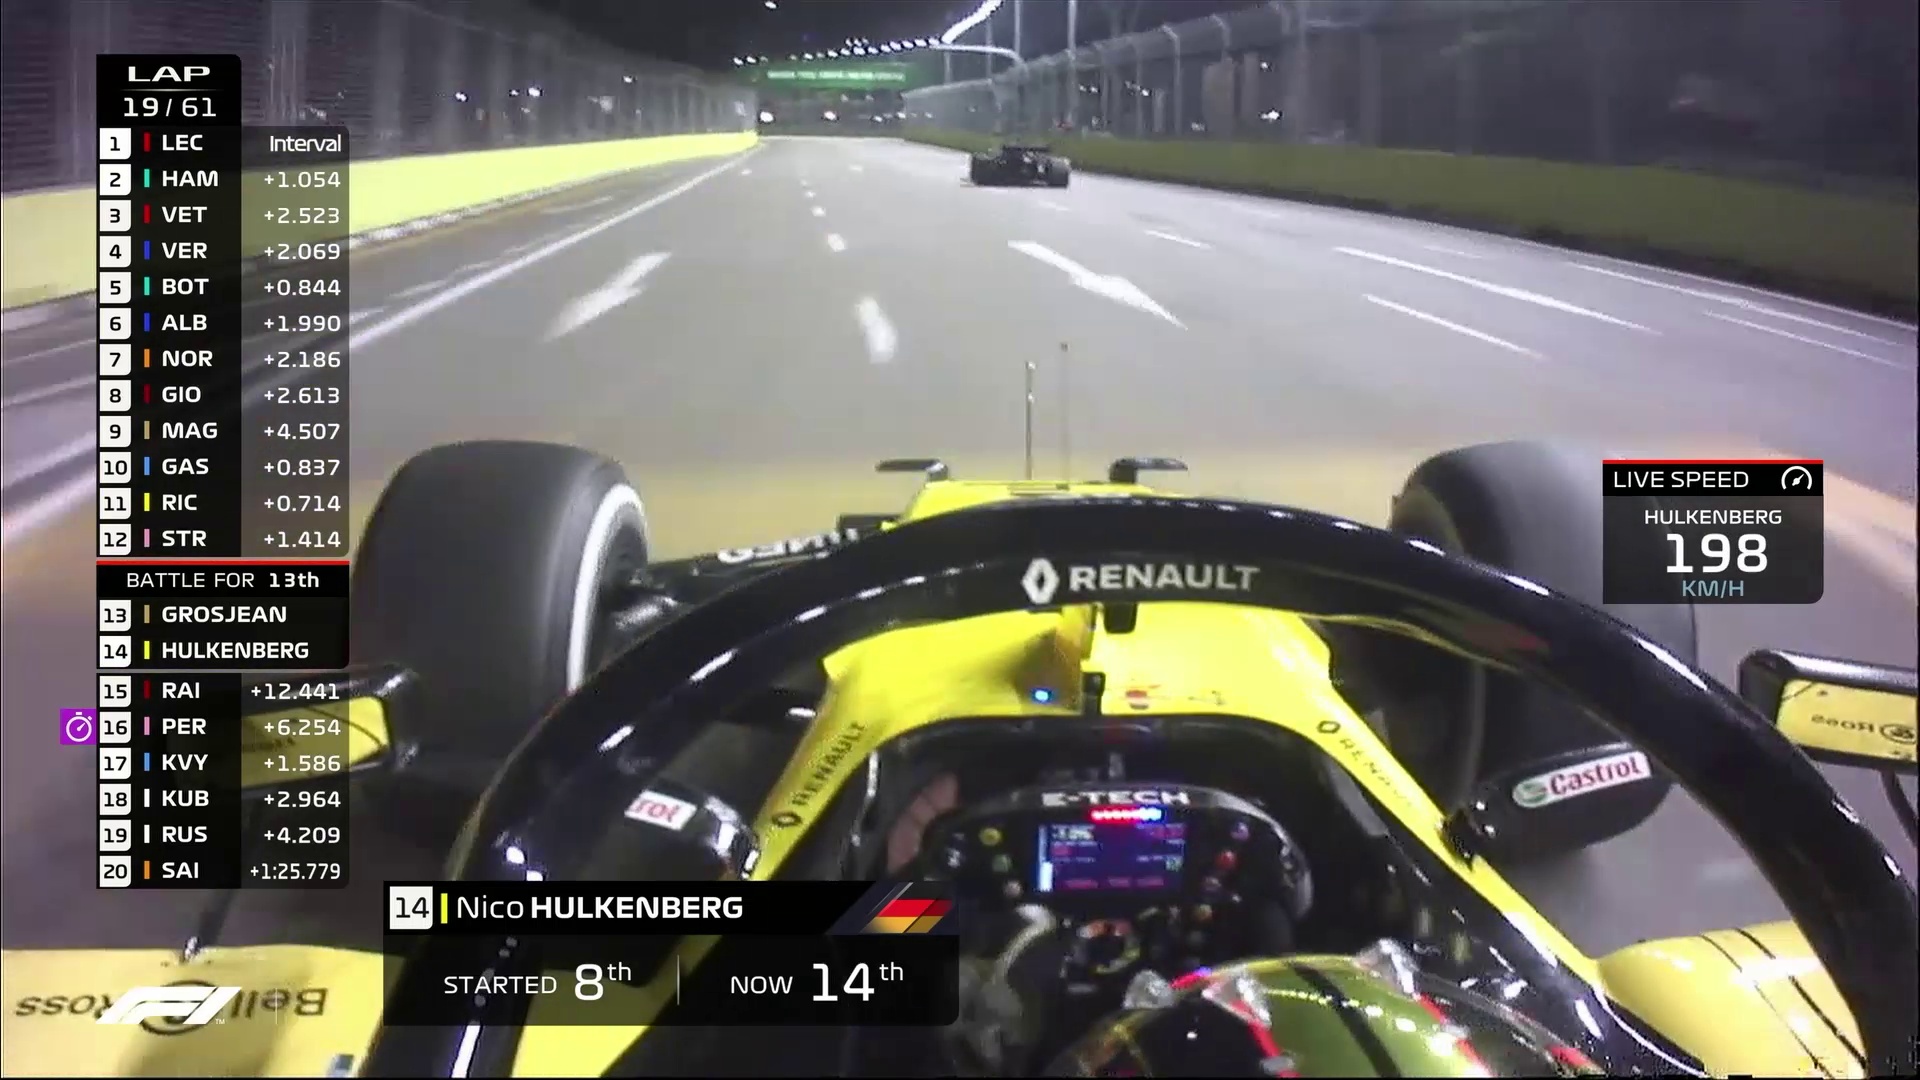 LAP
19/61
1 LEC Interval
2 HAM +1.054
3 VET +2.523
4 VER +2.069
5 BOT +0.844
6 ALB +1.990
7 NOR +2.186
8 GIO +2.613
9 MAG +4.507
10 GAS +0.837
11 RIC +0.714
12 STR +1.414
BATTLE FOR 13th
13 GROSJEAN
14 HULKENBERG
15 RAI +12.441
16 PER +6.254
17 KVY +1.586
18 KUB +2.964
19 RUS +4.209
20 SAI +1:25.779
LIVE SPEED
HULKENBERG
198
KM/H
RENAULT
RENAULT
Castrol
E-TECH
14 Nico HULKENBERG
STARTED 8th NOW 14th
Bell Ross
F1